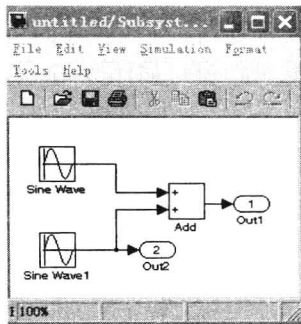 untitled/Subsyst...
File Edit View Simulation Format
Tools Help
Sine Wave
+
+
Add
1
Out1
Sine Wave1
2
Out2
100%